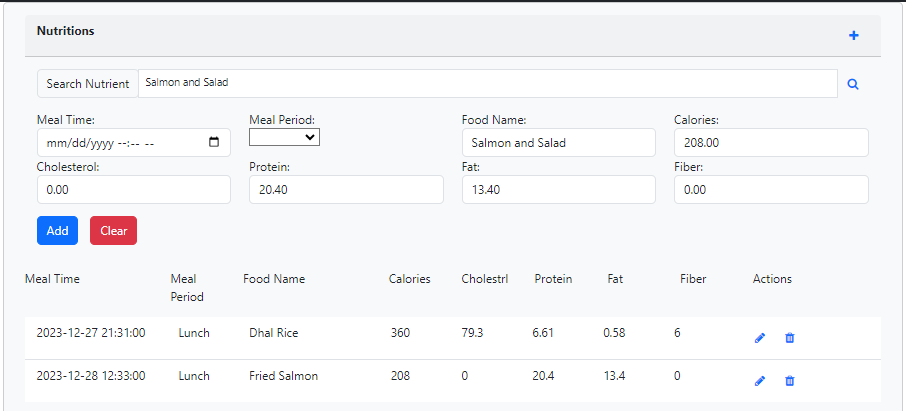 Nutritions
Search Nutrient Salmon and Salad
Meal Time: Meal Period: Food Name: Calories:
mm/dd/yyyy --:-- -- Salmon and Salad 208.00
Cholesterol: Protein: Fat: Fiber:
0.00 20.40 13.40 0.00
Add Clear
Meal Time Meal Period Food Name Calories Cholestrl Protein Fat Fiber Actions
2023-12-27 21:31:00 Lunch Dhal Rice 360 79.3 6.61 0.58 6
2023-12-28 12:33:00 Lunch Fried Salmon 208 0 20.4 13.4 0